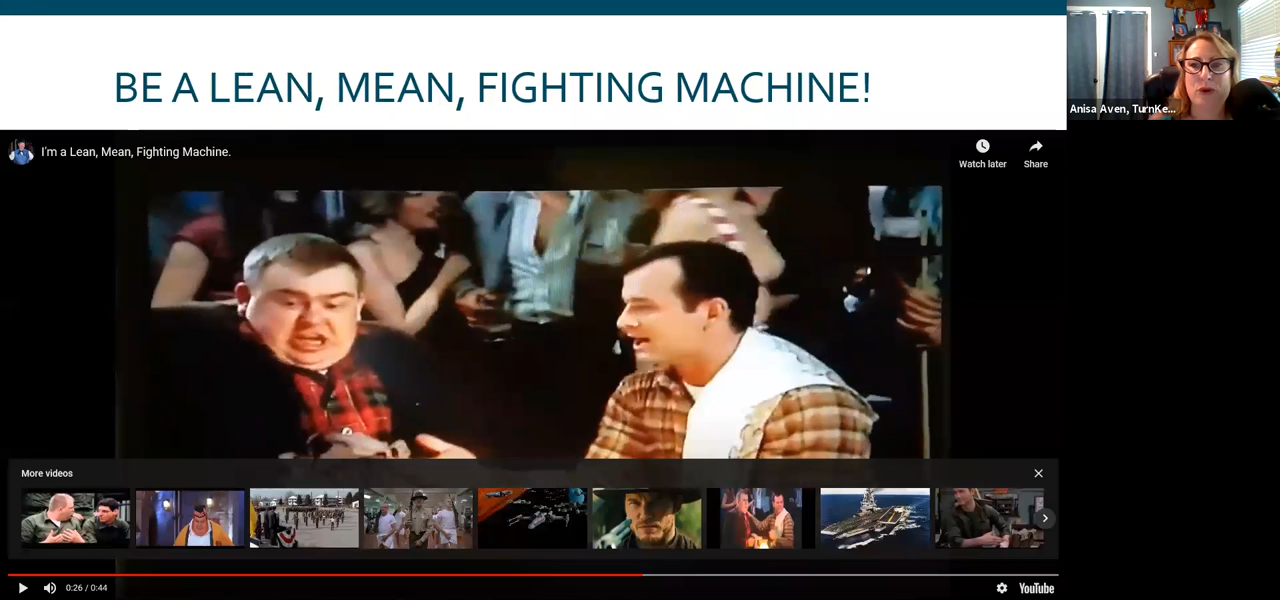 BE A LEAN, MEAN, FIGHTING MACHINE!
Anisa Aven, TurnKe...
I'm a Lean, Mean, Fighting Machine.
Watch later
Share
More videos
0:26 / 0:44
YouTube